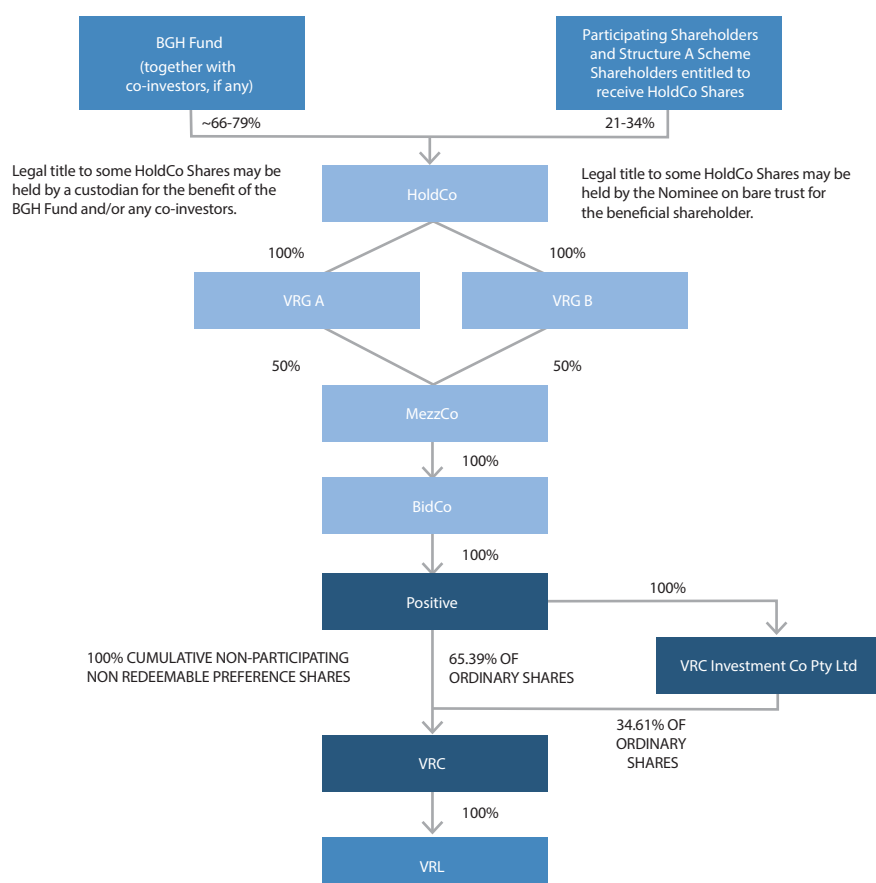 BGH Fund
(together with
co-investors, if any)
Participating Shareholders
and Structure A Scheme
Shareholders entitled to
receive HoldCo Shares
~66-79%
21-34%
Legal title to some HoldCo Shares may be
held by a custodian for the benefit of the
BGH Fund and/or any co-investors.
HoldCo
Legal title to some HoldCo Shares may be
held by the Nominee on bare trust for
the beneficial shareholder.
100%
100%
VRG A
VRG B
50%
50%
MezzCo
100%
BidCo
100%
Positive
100%
100% CUMULATIVE NON-PARTICIPATING
NON REDEEMABLE PREFERENCE SHARES
65.39% OF
ORDINARY SHARES
VRC Investment Co Pty Ltd
34.61% OF
ORDINARY
SHARES
VRC
100%
VRL